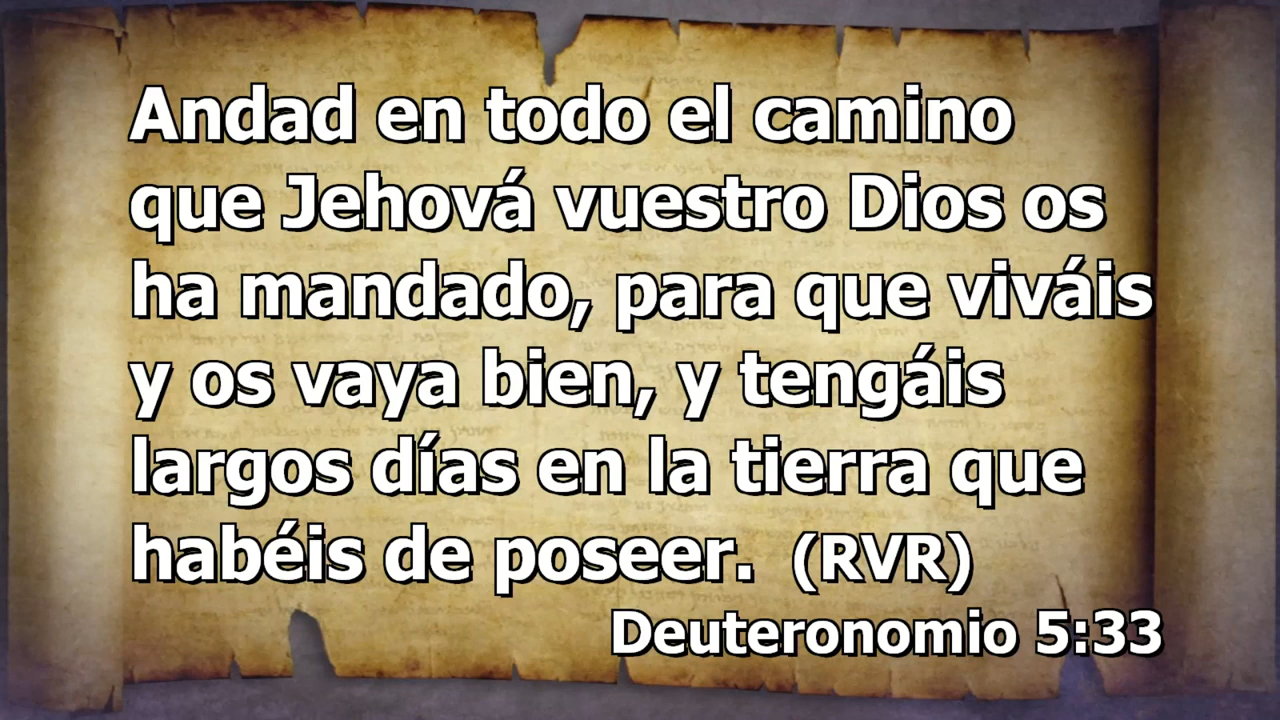 Andad en todo el camino
que Jehová vuestro Dios os
ha mandado, para que viváis
y os vaya bien, y tengáis
largos días en la tierra que
habéis de poseer. (RVR)
Deuteronomio 5:33